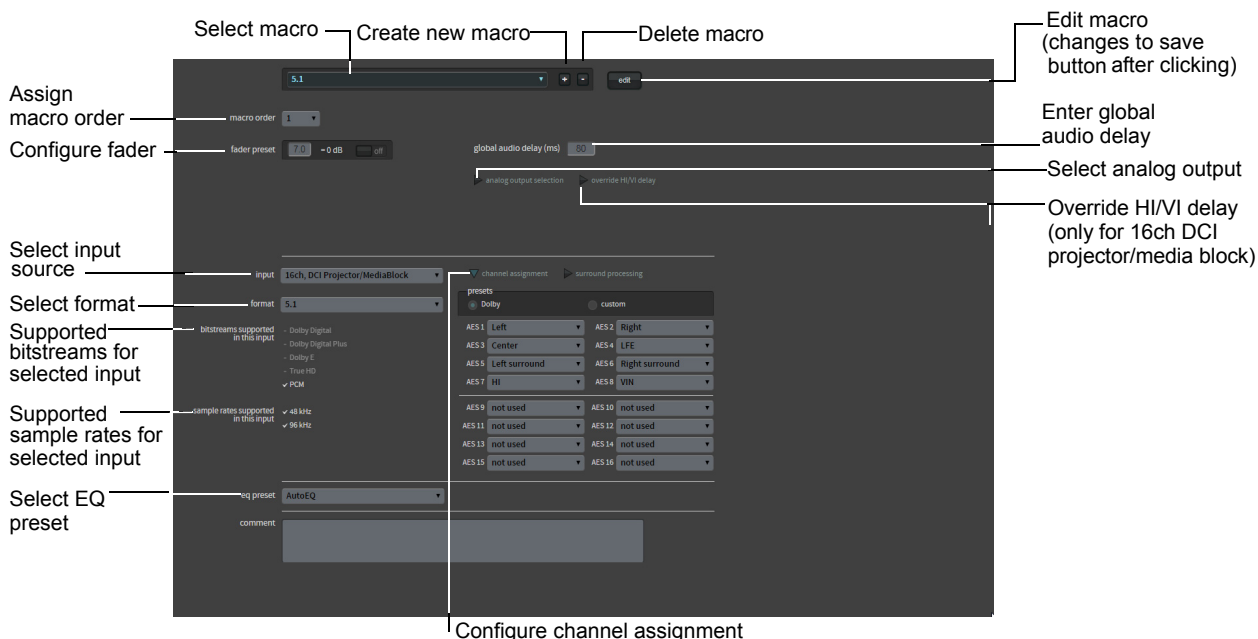 Select macro
Create new macro
Delete macro
Edit macro
(changes to save
button after clicking)
5.1
+
-
edit
Assign
macro order
macro order
1
Enter global
audio delay
Configure fader
fader preset
7.0
= 0 dB
off
global audio delay (ms)
80
Select analog output
analog output selection
override HI/VI delay
Override HI/VI delay
(only for 16ch DCI
projector/media block)
Select input
source
input
16ch, DCI Projector/MediaBlock
channel assignment
surround processing
Select format
format
5.1
presets
Dolby
custom
Supported
bitstreams for
selected input
bitstreams supported
in this input
- Dolby Digital
- Dolby Digital Plus
- Dolby E
- True HD
✓ PCM
AES 1 Left
AES 2 Right
AES 3 Center
AES 4 LFE
AES 5 Left surround
AES 6 Right surround
AES 7 HI
AES 8 VIN
Supported
sample rates for
selected input
sample rates supported
in this input
✓ 48 kHz
✓ 96 kHz
AES 9 not used
AES 10 not used
AES 11 not used
AES 12 not used
AES 13 not used
AES 14 not used
AES 15 not used
AES 16 not used
Select EQ
preset
eq preset
AutoEQ
comment
Configure channel assignment